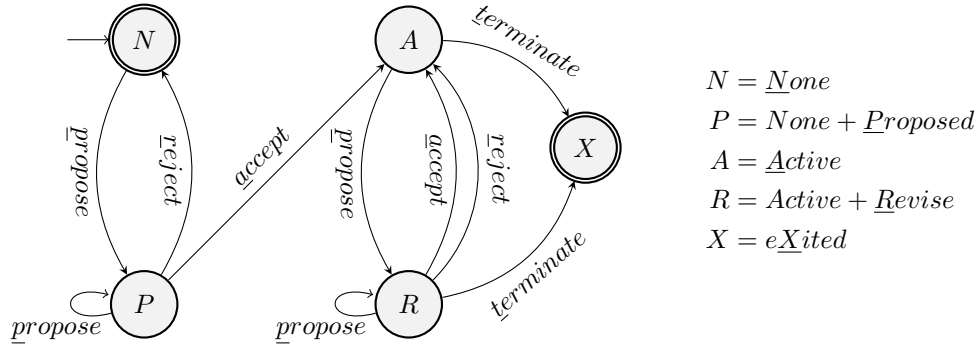 N
A
terminate
X
propose
reject
accept
propose
accept
reject
terminate
P
propose
R
propose
N = None
P = None + Proposed
A = Active
R = Active + Revise
X = eXited